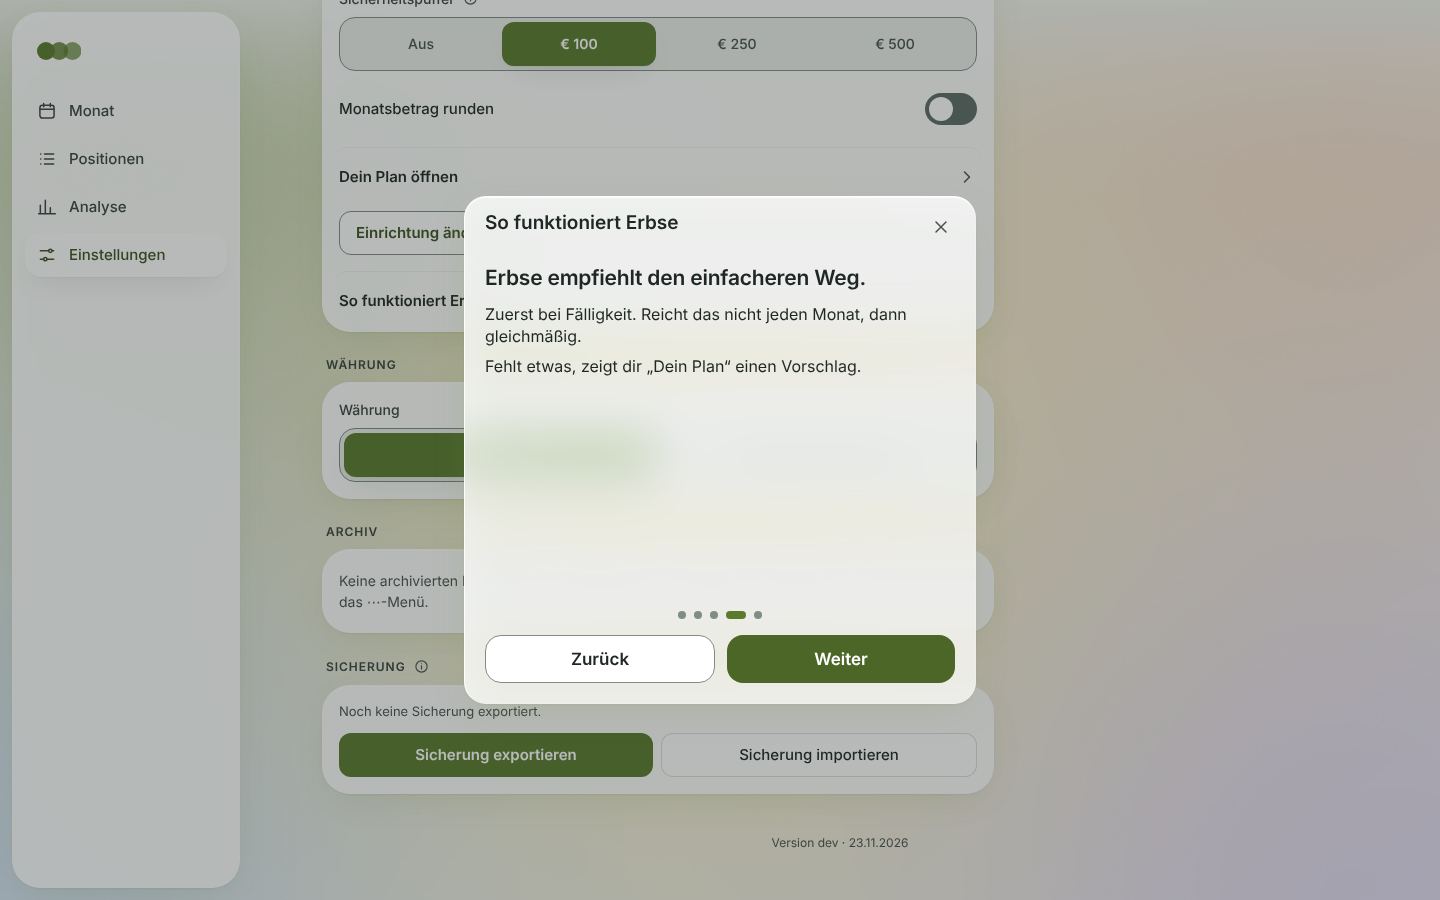 Aus
€ 100
€ 250
€ 500
Monat
Monatsbetrag runden
Positionen
Dein Plan öffnen
Analyse
So funktioniert Erbse
Einrichtung
Einstellungen
Erbse empfiehlt den einfacheren Weg.
So funktioniert
Zuerst bei Fälligkeit. Reicht das nicht jeden Monat, dann
gleichmäßig.
WÄHRUNG
Fehlt etwas, zeigt dir „Dein Plan“ einen Vorschlag.
Währung
ARCHIV
Keine archivierten
das ···-Menü.
Zurück
Weiter
SICHERUNG
Noch keine Sicherung exportiert.
Sicherung exportieren
Sicherung importieren
Version dev · 23.11.2026